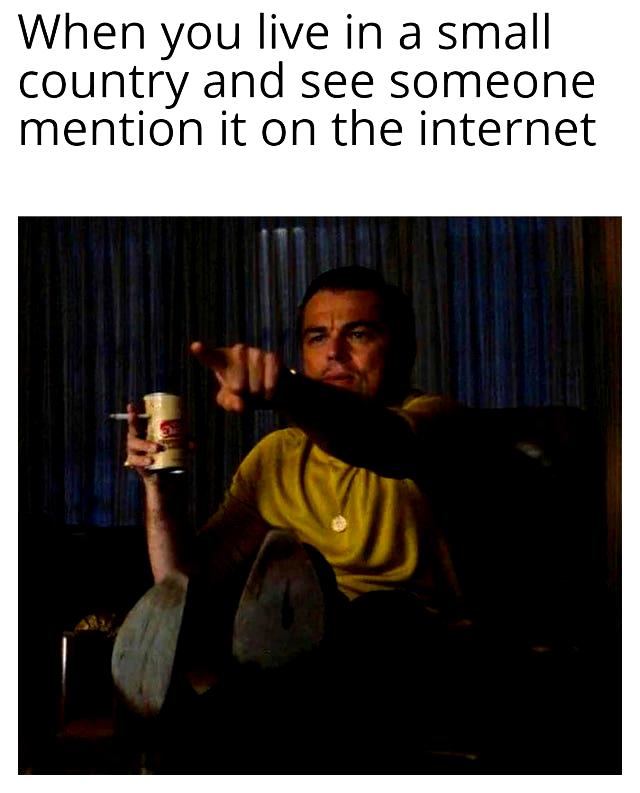 When you live in a small
country and see someone
mention it on the internet